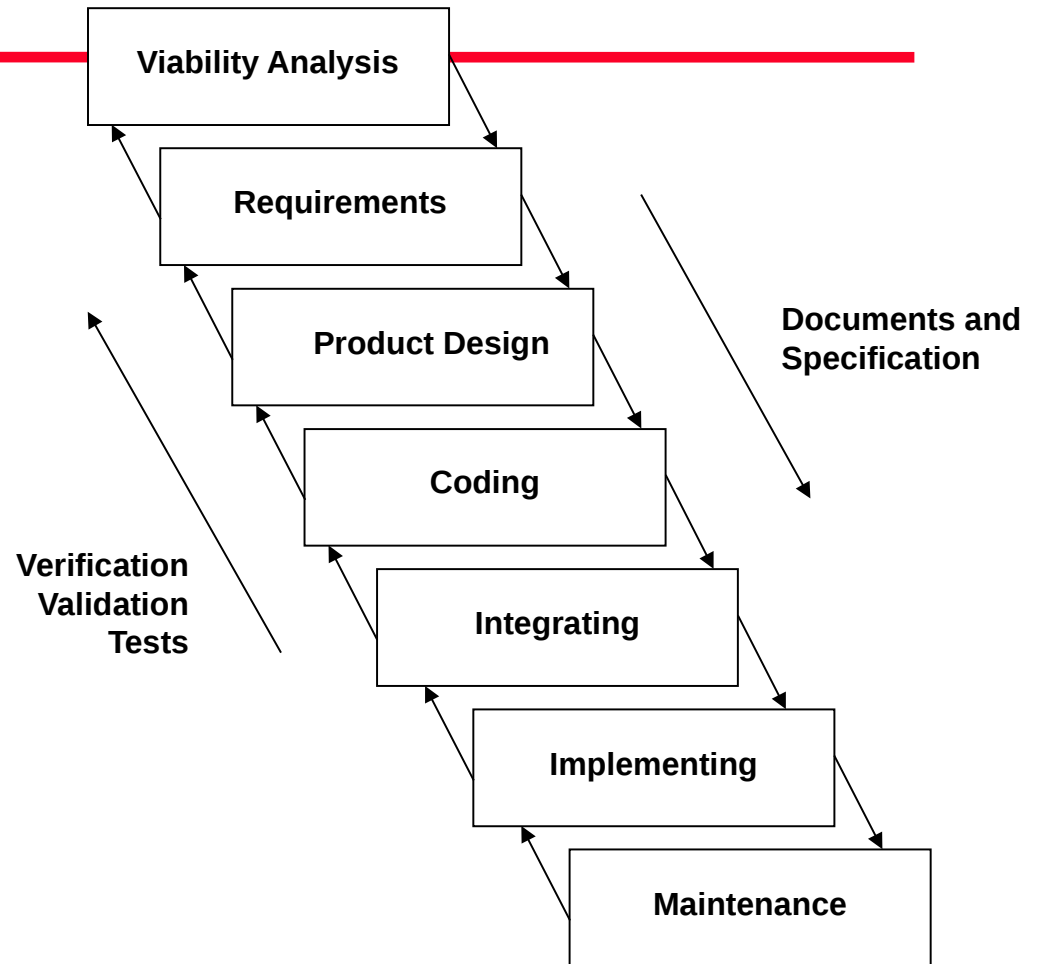 Viability Analysis
Requirements
Product Design
Documents and
Specification
Coding
Verification
Validation
Tests
Integrating
Implementing
Maintenance